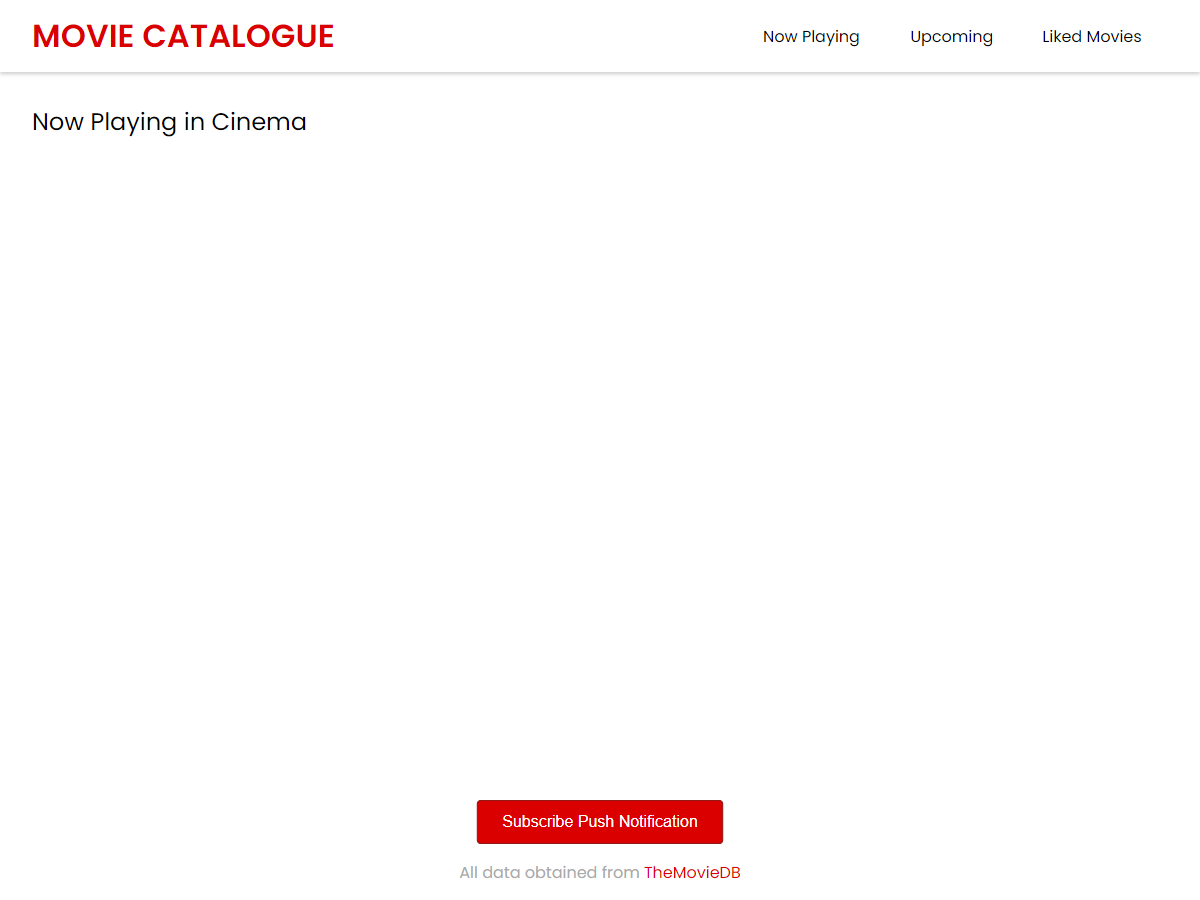 MOVIE CATALOGUE
Now Playing Upcoming Liked Movies
Now Playing in Cinema
Subscribe Push Notification
All data obtained from TheMovieDB